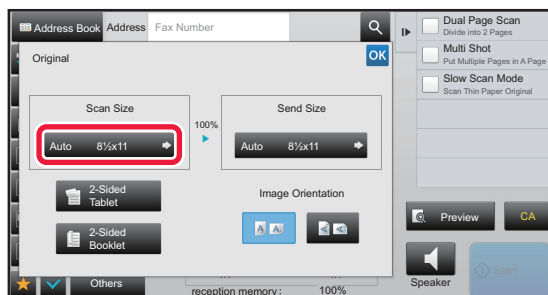 Address Book Address Fax Number
Dual Page Scan
Divide into 2 Pages
Multi Shot
Put Multiple Pages in A Page
Slow Scan Mode
Scan Thin Paper Original
Original
OK
Scan Size
100%
Send Size
Auto 8½x11
Auto 8½x11
2-Sided
Tablet
2-Sided
Booklet
Image Orientation
A A
A A
Preview
CA
Others
reception memory: 100%
Speaker
Start